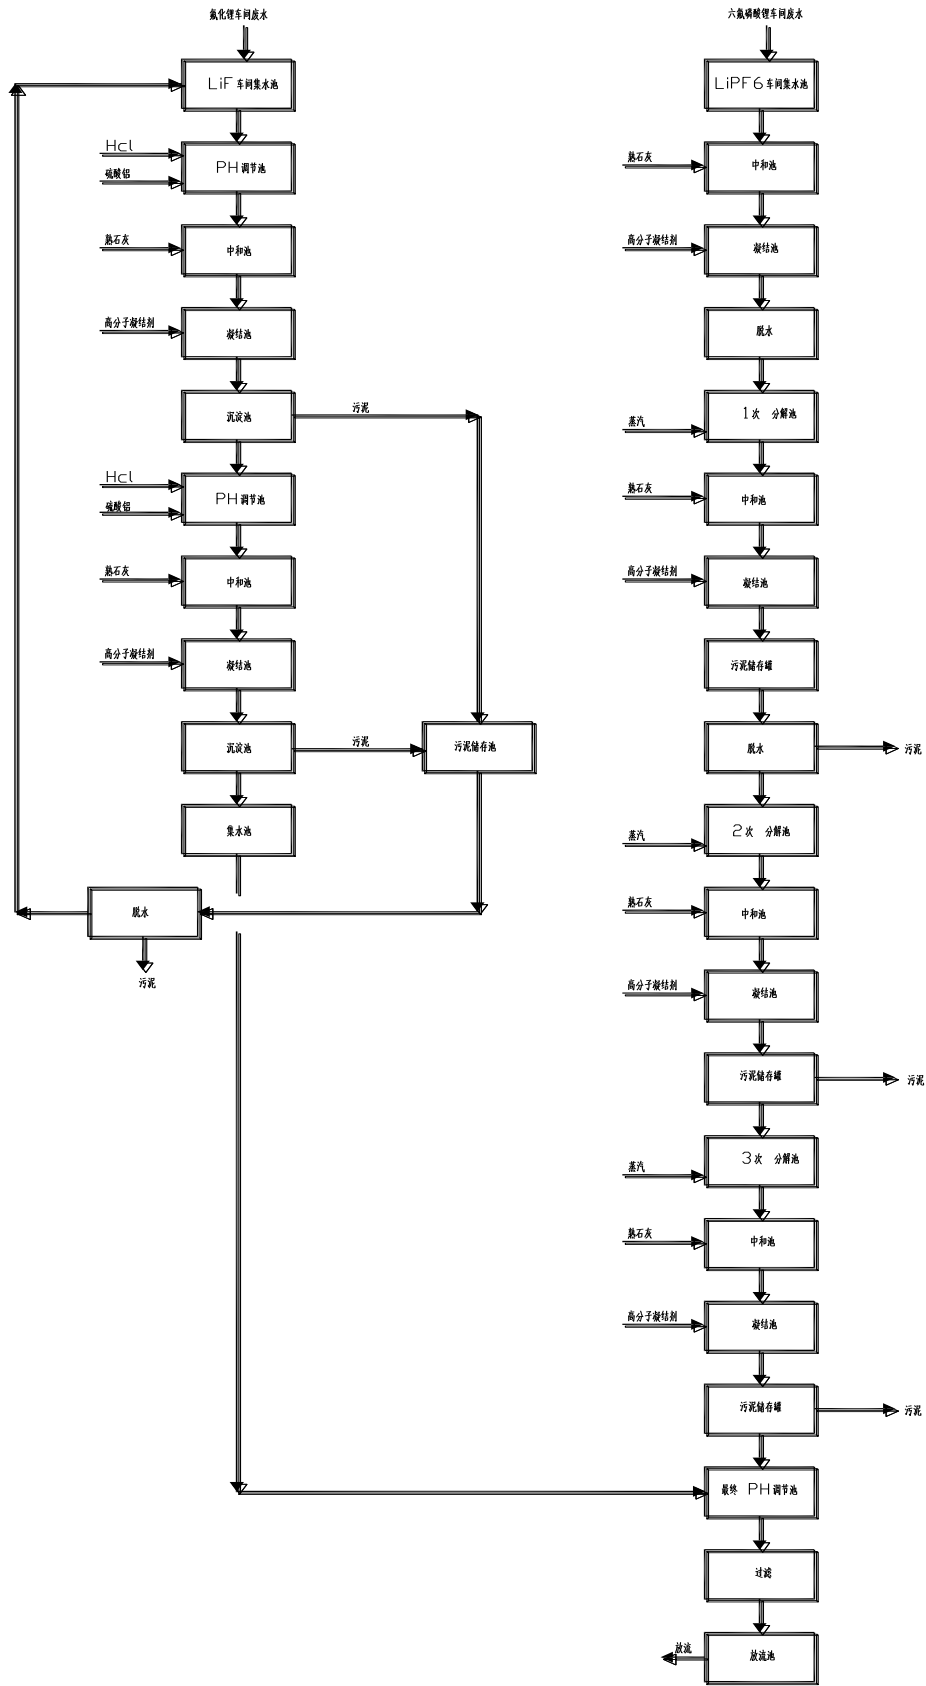 氟化锂车间废水
LiF 车间集水池
Hcl
硫酸铝
PH调节池
熟石灰
中和池
高分子凝结剂
凝结池
沉淀池
污泥
Hcl
硫酸铝
PH调节池
熟石灰
中和池
高分子凝结剂
凝结池
沉淀池
污泥
污泥储存池
集水池
脱水
污泥
六氟磷酸锂车间废水
LiPF6车间集水池
熟石灰
中和池
高分子凝结剂
凝结池
脱水
蒸汽
1次 分解池
熟石灰
中和池
高分子凝结剂
凝结池
污泥储存罐
脱水
污泥
蒸汽
2次 分解池
熟石灰
中和池
高分子凝结剂
凝结池
污泥储存罐
污泥
蒸汽
3次 分解池
熟石灰
中和池
高分子凝结剂
凝结池
污泥储存罐
污泥
最终 PH调节池
过滤
放流
放流池